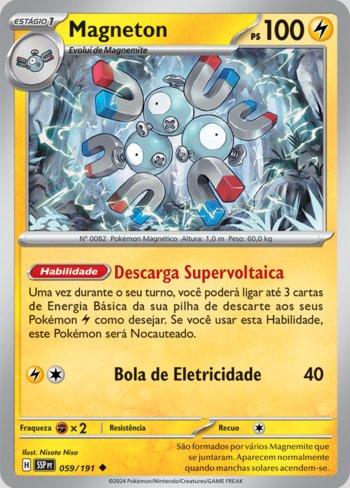 ESTÁGIO 1
Magneton
PS 100
Evolui de Magnemite
Nº 0082 Pokémon Magnético Altura: 1,0 m Peso: 60,0 kg
Habilidade Descarga Supervoltaica
Uma vez durante o seu turno, você poderá ligar até 3 cartas
de Energia Básica da sua pilha de descarte aos seus
Pokémon como desejar. Se você usar esta Habilidade,
este Pokémon será Nocauteado.
Bola de Eletricidade 40
Fraqueza ×2 Resistência Recuo
Ilust. Nisota Niso
H SSP PT 059/191
São formados por vários Magnemite que
se juntaram. Aparecem normalmente
quando manchas solares acendem-se.
©2024 Pokémon/Nintendo/Creatures/GAME FREAK